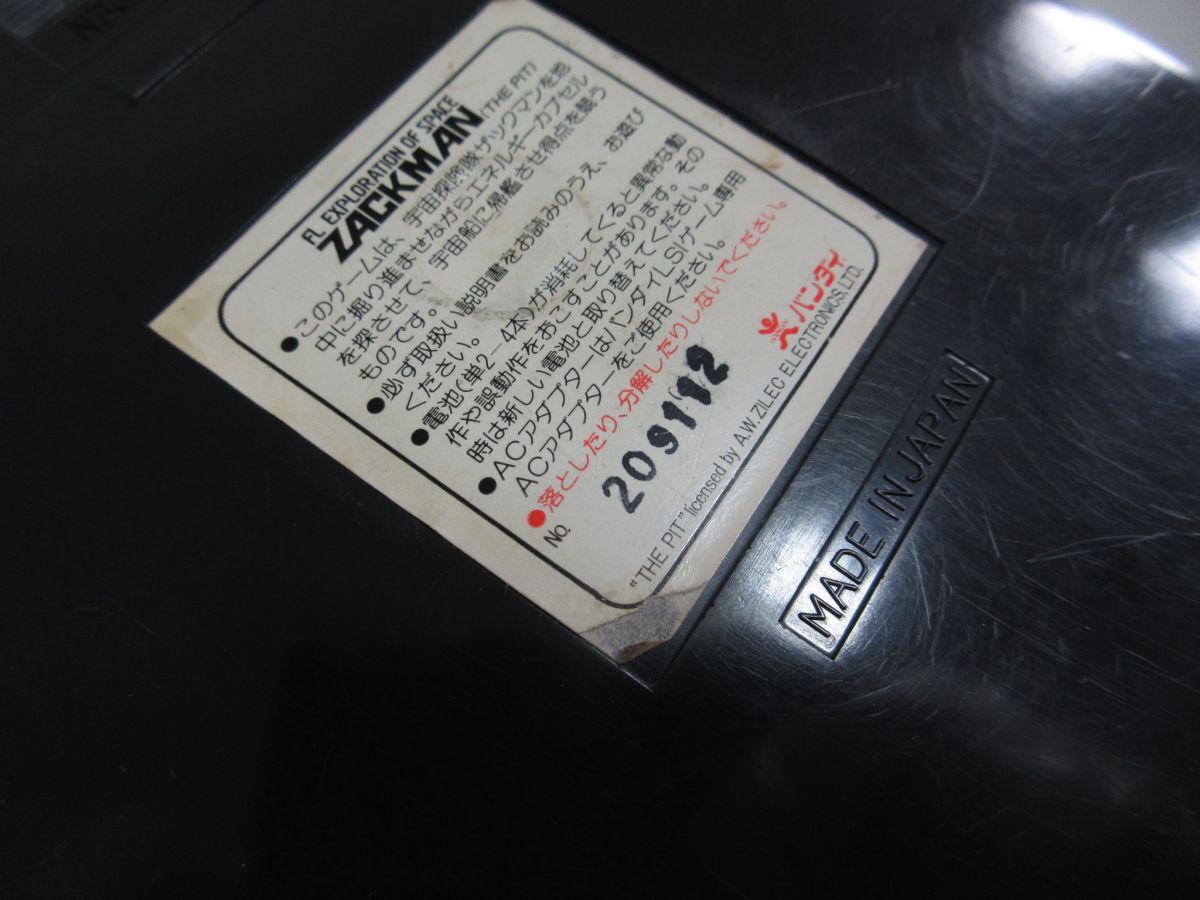 FL EXPLORATION OF SPACE
ZACKMAN (THE PIT)
●このゲームは、宇宙探険隊ザックマンを地
中に掘り進ませながらエネルギーカプセル
を探させて、宇宙船に帰艦させ得点を競う
ものです。
●必ず取扱い説明書をお読みのうえ、お遊び
ください。
●電池(単2-4本)が消耗してくると異常な動
作や誤動作をおこすことがあります。その
時は新しい電池と取り替えてください。
●ACアダプターはバンダイLSIゲーム専用
ACアダプターをご使用ください。
●落としたり、分解したりしないでください。
No. 209112
バンダイ
"THE PIT" licensed by A.W. ZILEC ELECTRONICS, LTD.
MADE IN JAPAN